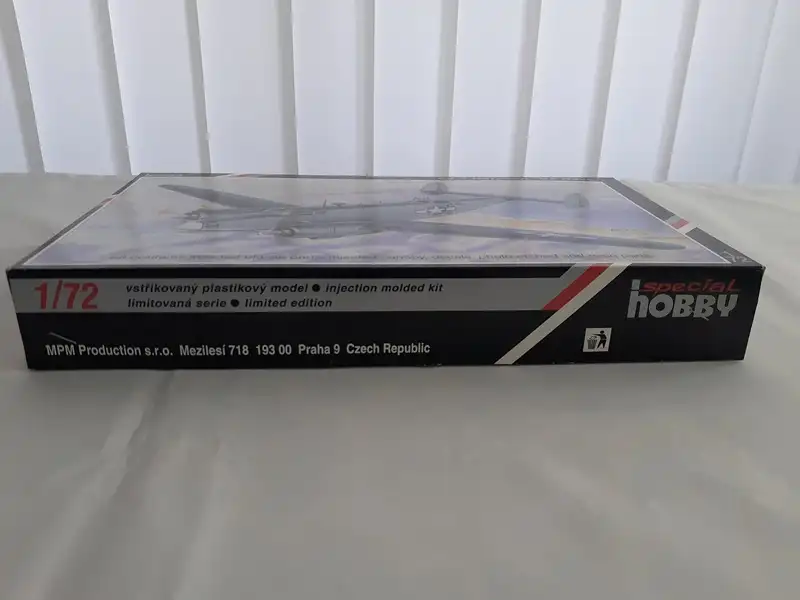 1/72
vstřikovaný plastikový model ● injection molded kit
limitovaná serie ● limited edition
special
hobby
MPM Production s.r.o. Mezilesí 718 193 00 Praha 9 Czech Republic